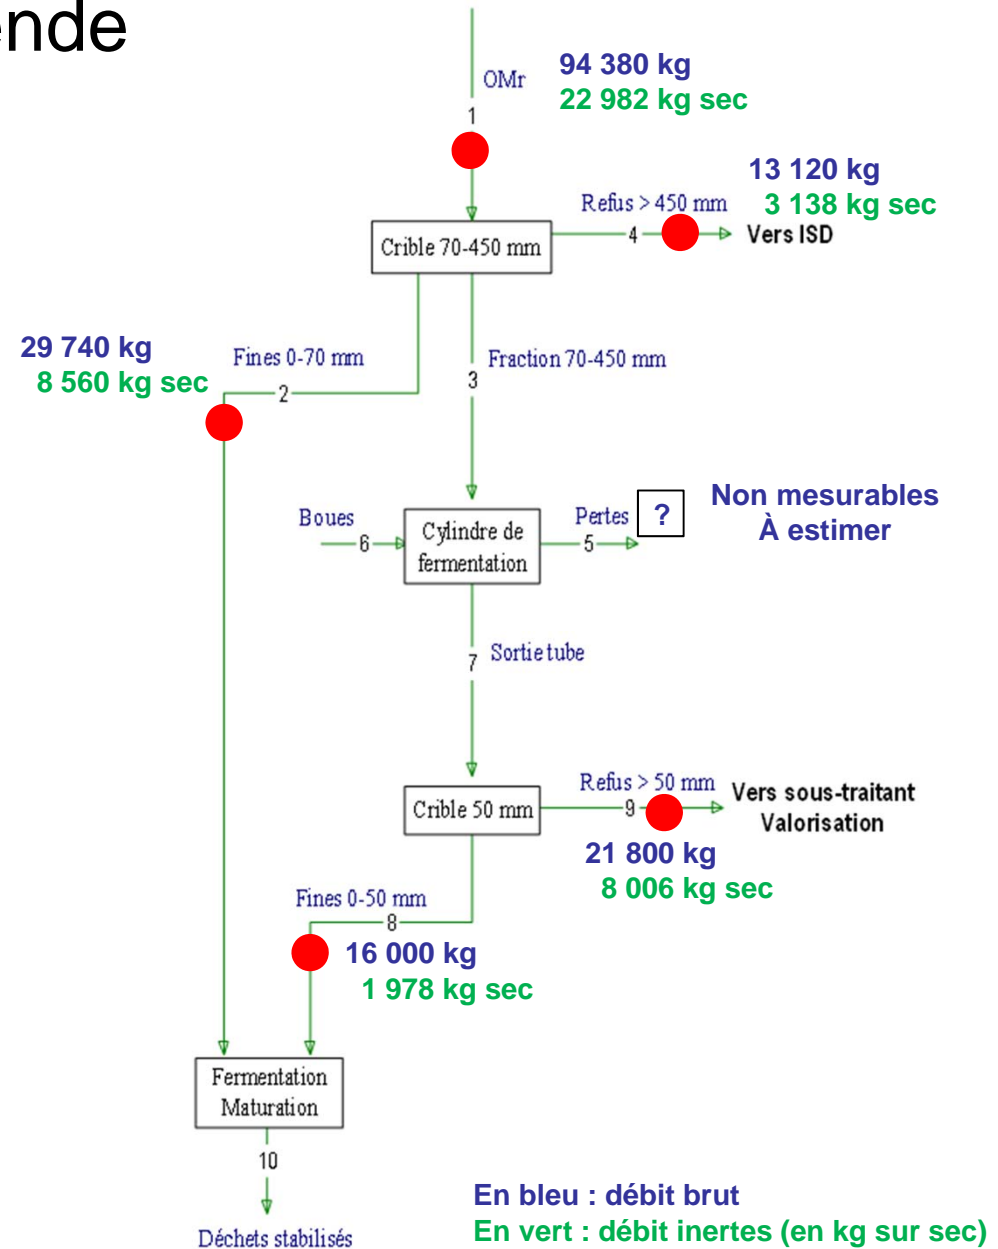 ende
OMr
94 380 kg
22 982 kg sec
1
13 120 kg
Refus > 450 mm
3 138 kg sec
4
Vers ISD
Crible 70-450 mm
29 740 kg
8 560 kg sec
Fines 0-70 mm
2
Fraction 70-450 mm
3
Boues
6
Cylindre de
fermentation
Pertes
5
?
Non mesurables
À estimer
7
Sortie tube
Crible 50 mm
Refus > 50 mm
9
Vers sous-traitant
Valorisation
21 800 kg
8 006 kg sec
Fines 0-50 mm
8
16 000 kg
1 978 kg sec
Fermentation
Maturation
10
Déchets stabilisés
En bleu : débit brut
En vert : débit inertes (en kg sur sec)